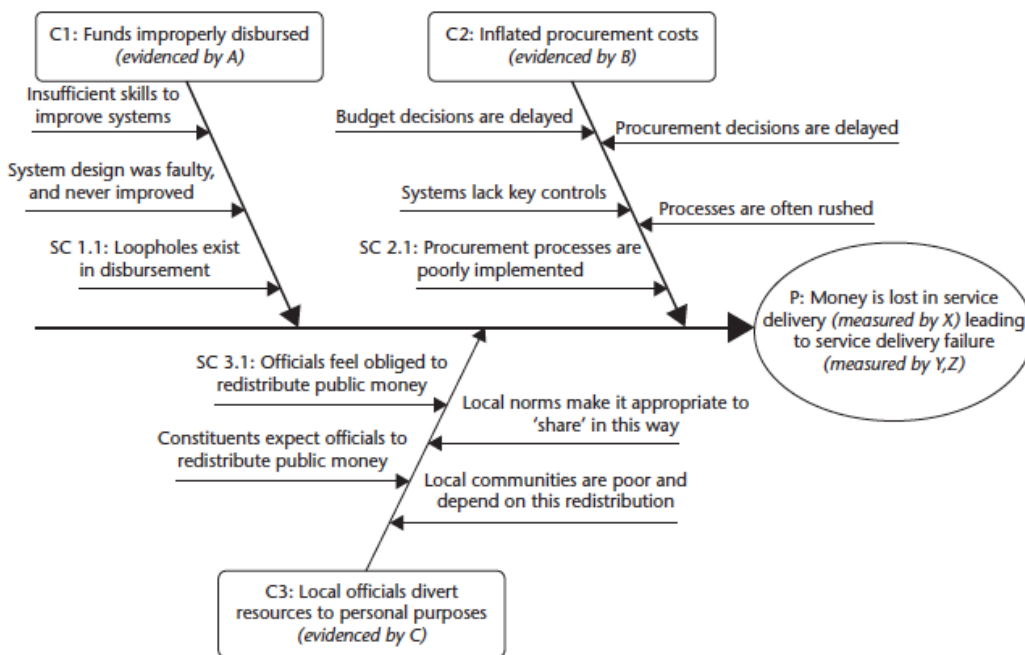 C1: Funds improperly disbursed
(evidenced by A)
C2: Inflated procurement costs
(evidenced by B)
Insufficient skills to
improve systems
System design was faulty,
and never improved
SC 1.1: Loopholes exist
in disbursement
Budget decisions are delayed
Procurement decisions are delayed
Systems lack key controls
Processes are often rushed
SC 2.1: Procurement processes are
poorly implemented
P: Money is lost in service
delivery (measured by X) leading
to service delivery failure
(measured by Y,Z)
SC 3.1: Officials feel obliged to
redistribute public money
Local norms make it appropriate to
‘share’ in this way
Constituents expect officials to
redistribute public money
Local communities are poor and
depend on this redistribution
C3: Local officials divert
resources to personal purposes
(evidenced by C)